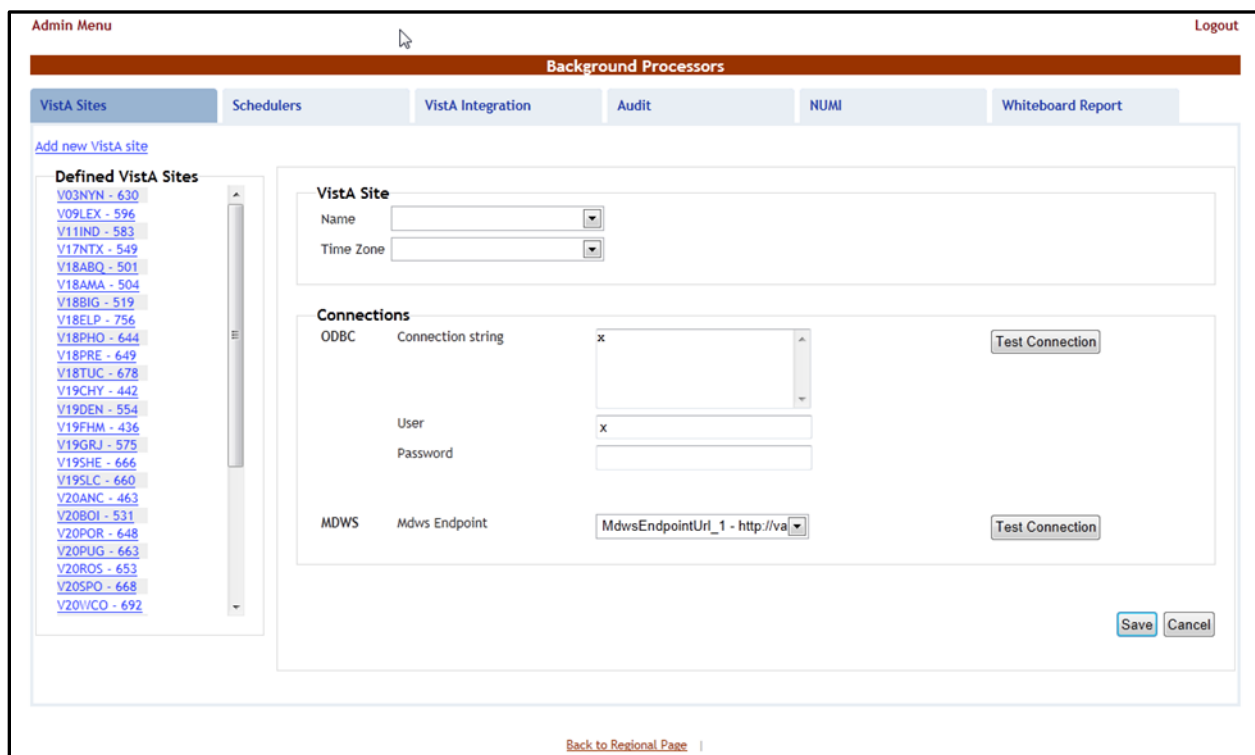 Admin Menu Logout
Background Processors
VistA Sites Schedulers VistA Integration Audit NUMI Whiteboard Report
Add new VistA site
Defined VistA Sites
V03NYN - 630
V09LEX - 596
V11IND - 583
V17NTX - 549
V18ABQ - 501
V18AMA - 504
V18BIG - 519
V18ELP - 756
V18PHO - 644
V18PRE - 649
V18TUC - 678
V19CHY - 442
V19DEN - 554
V19FHM - 436
V19GRJ - 575
V19SHE - 666
V19SLC - 660
V20ANC - 463
V20BOI - 531
V20POR - 648
V20PUG - 663
V20ROS - 653
V20SPO - 668
V20WCO - 692
VistA Site
Name
Time Zone
Connections
ODBC Connection string x Test Connection
User x
Password
MDWS Mdws Endpoint MdwsEndpointUrl_1 - http://va Test Connection
Save Cancel
Back to Regional Page |